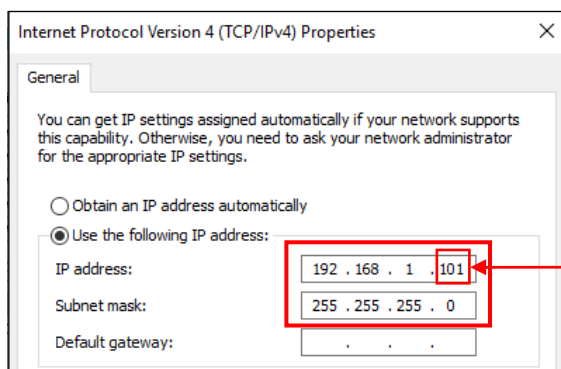 Internet Protocol Version 4 (TCP/IPv4) Properties
General
You can get IP settings assigned automatically if your network supports
this capability. Otherwise, you need to ask your network administrator
for the appropriate IP settings.
Obtain an IP address automatically
Use the following IP address:
IP address: 192 . 168 . 1 . 101
Subnet mask: 255 . 255 . 255 . 0
Default gateway: . . .